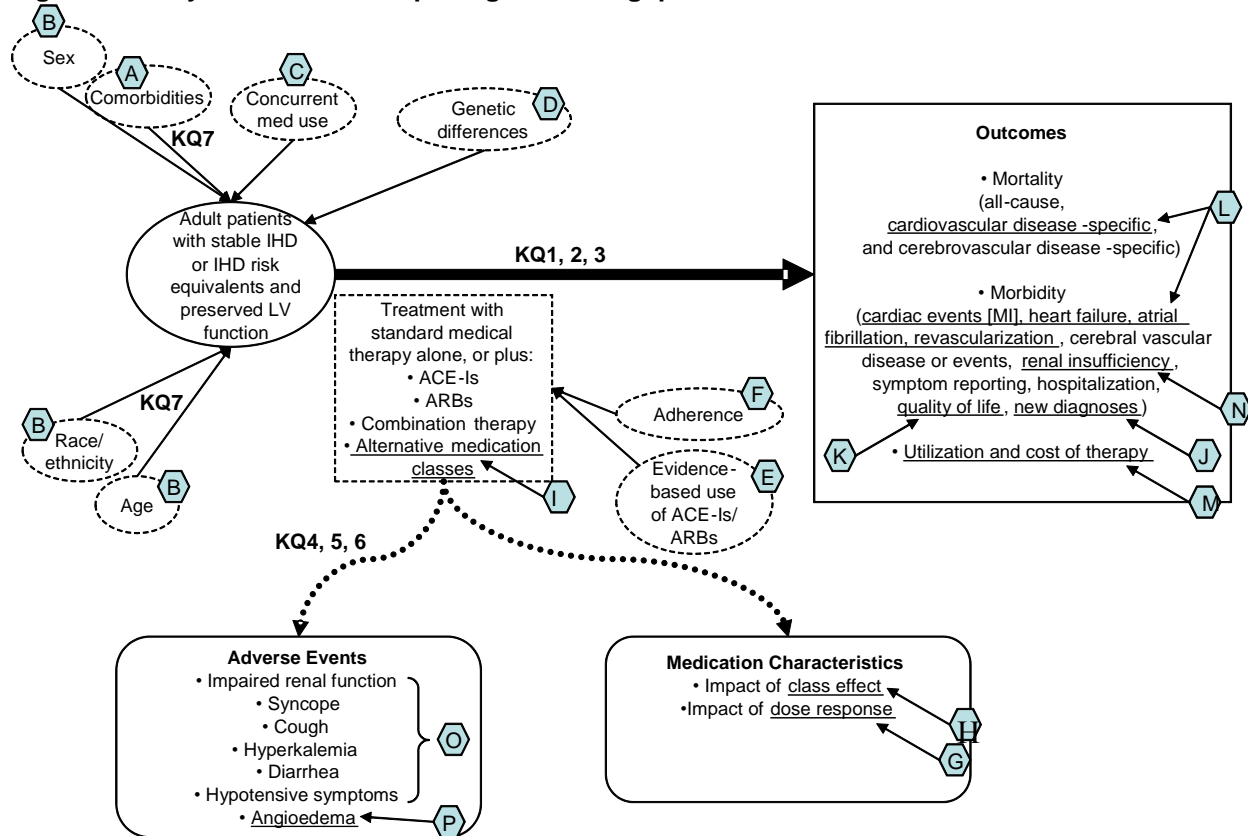 B
Sex
A
Comorbidities
C
Concurrent
med use
D
Genetic
differences
KQ7
Adult patients
with stable IHD
or IHD risk
equivalents and
preserved LV
function
KQ1, 2, 3
KQ7
B
Race/
ethnicity
Age
B
Treatment with
standard medical
therapy alone, or plus:
• ACE-Is
• ARBs
• Combination therapy
• Alternative medication
classes
I
F
Adherence
E
Evidence-
based use
of ACE-Is/
ARBs
Outcomes
• Mortality
(all-cause,
cardiovascular disease -specific,
and cerebrovascular disease -specific)
L
• Morbidity
(cardiac events [MI], heart failure, atrial
fibrillation, revascularization , cerebral vascular
disease or events, renal insufficiency,
symptom reporting, hospitalization,
quality of life , new diagnoses )
N
K
J
• Utilization and cost of therapy
M
KQ4, 5, 6
Adverse Events
• Impaired renal function
• Syncope
• Cough
• Hyperkalemia
• Diarrhea
• Hypotensive symptoms
• Angioedema
O
P
Medication Characteristics
• Impact of class effect
•Impact of dose response
H
G